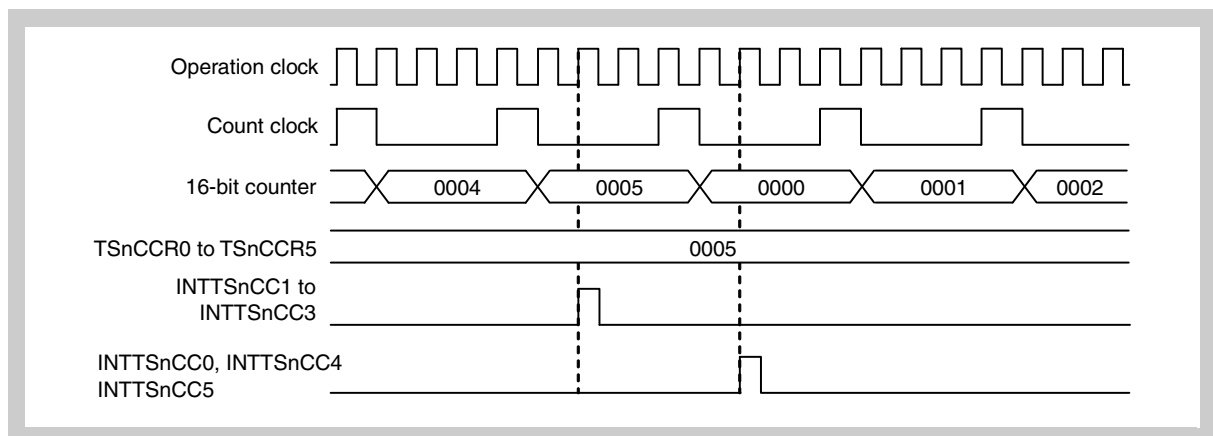 Operation clock
Count clock
16-bit counter
0004
0005
0000
0001
0002
TSnCCR0 to TSnCCR5
0005
INTTSnCC1 to
INTTSnCC3
INTTSnCC0, INTTSnCC4
INTTSnCC5